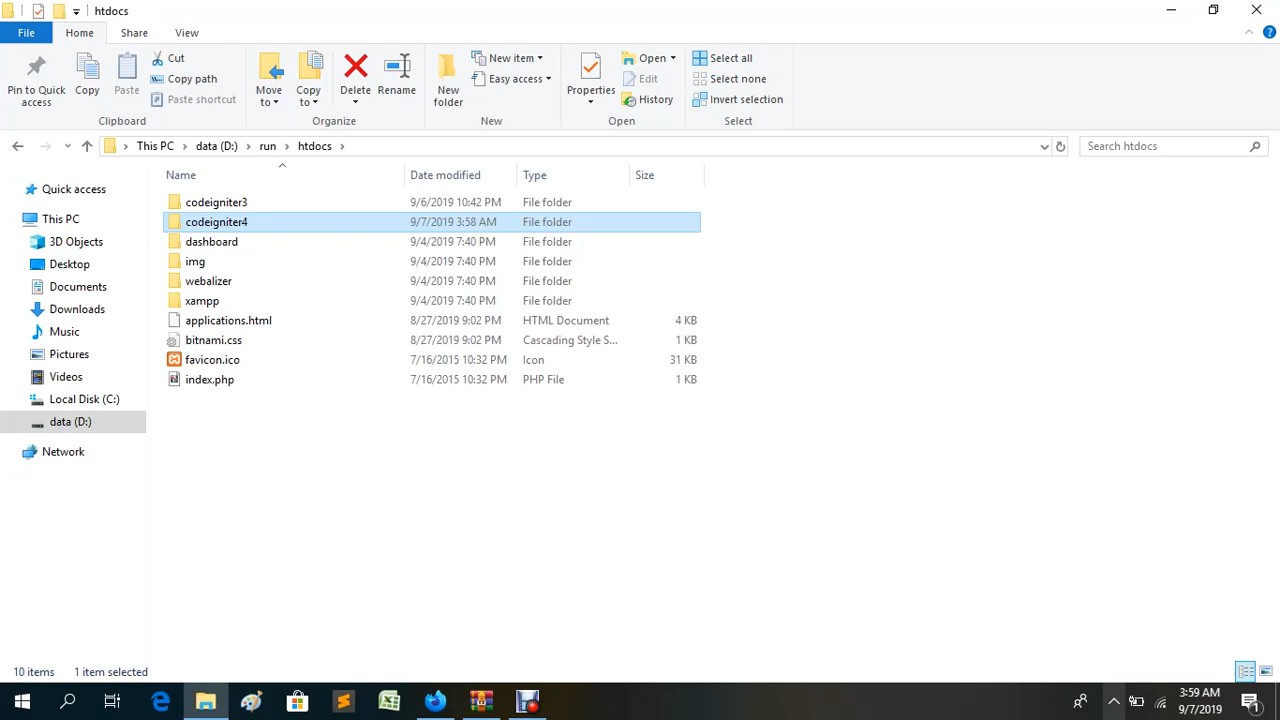 htdocs
File Home Share View
Pin to Quick access
Copy
Paste
Cut
Copy path
Paste shortcut
Clipboard
Move to
Copy to
Delete
Rename
Organize
New folder
New item
Easy access
New
Properties
Open
Edit
History
Open
Select all
Select none
Invert selection
Select
This PC data (D:) run htdocs
Search htdocs
Name Date modified Type Size
Quick access
This PC
3D Objects
Desktop
Documents
Downloads
Music
Pictures
Videos
Local Disk (C:)
data (D:)
Network
codeigniter3 9/6/2019 10:42 PM File folder
codeigniter4 9/7/2019 3:58 AM File folder
dashboard 9/4/2019 7:40 PM File folder
img 9/4/2019 7:40 PM File folder
webalizer 9/4/2019 7:40 PM File folder
xampp 9/4/2019 7:40 PM File folder
applications.html 8/27/2019 9:02 PM HTML Document 4 KB
bitnami.css 8/27/2019 9:02 PM Cascading Style S... 1 KB
favicon.ico 7/16/2015 10:32 PM Icon 31 KB
index.php 7/16/2015 10:32 PM PHP File 1 KB
10 items 1 item selected
3:59 AM
9/7/2019
1